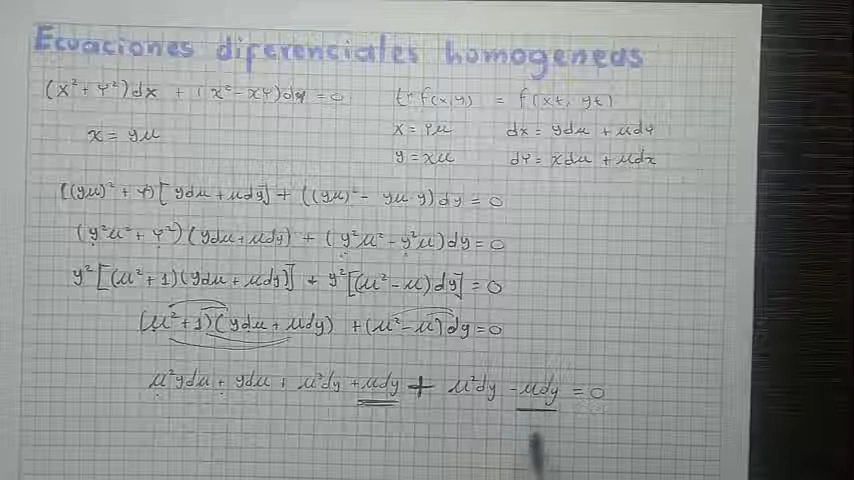 Ecuaciones diferenciales homogeneas
(x²+y²)dx + (x²-xy)dy = 0
tⁿ f(x,y) = f(xt, yt)
x = yu
x = yu dx = ydu + udy
y = xu dy = xdu + udx
((yu)² + y²)[ydu+udy] + ((yu)² - yu·y)dy = 0
(y²u² + y²)(ydu+udy) + (y²u² - y²u)dy = 0
y²[(u²+1)(ydu+udy)] + y²[(u²-u)dy] = 0
(u²+1)(ydu+udy) + (u²-u)dy = 0
u²ydu + ydu + u³dy + udy + u²dy - udy = 0